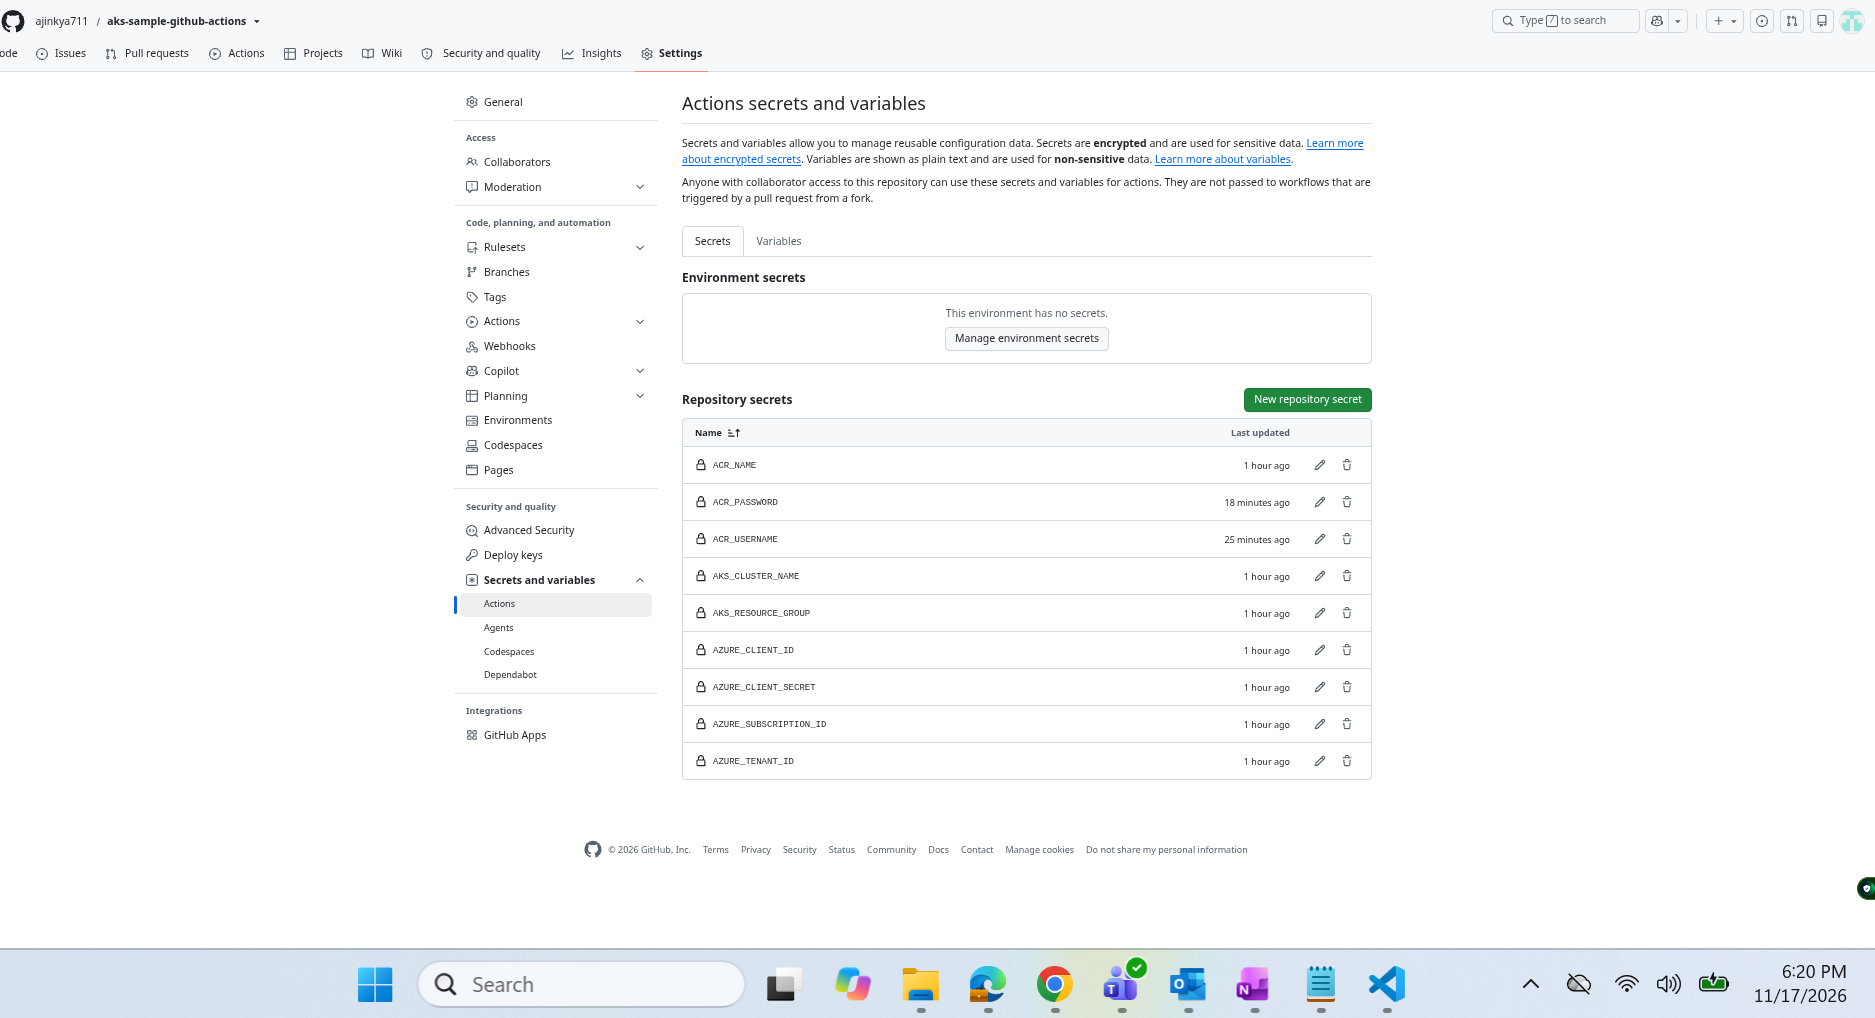 ajinkya711 / aks-sample-github-actions
Type / to search
ode Issues Pull requests Actions Projects Wiki Security and quality Insights Settings
General
Access
Collaborators
Moderation
Code, planning, and automation
Rulesets
Branches
Tags
Actions
Webhooks
Copilot
Planning
Environments
Codespaces
Pages
Security and quality
Advanced Security
Deploy keys
Secrets and variables
Actions
Agents
Codespaces
Dependabot
Integrations
GitHub Apps
Actions secrets and variables
Secrets and variables allow you to manage reusable configuration data. Secrets are encrypted and are used for sensitive data. Learn more
about encrypted secrets. Variables are shown as plain text and are used for non-sensitive data. Learn more about variables.
Anyone with collaborator access to this repository can use these secrets and variables for actions. They are not passed to workflows that are
triggered by a pull request from a fork.
Secrets Variables
Environment secrets
This environment has no secrets.
Manage environment secrets
Repository secrets New repository secret
Name Last updated
ACR_NAME 1 hour ago
ACR_PASSWORD 18 minutes ago
ACR_USERNAME 25 minutes ago
AKS_CLUSTER_NAME 1 hour ago
AKS_RESOURCE_GROUP 1 hour ago
AZURE_CLIENT_ID 1 hour ago
AZURE_CLIENT_SECRET 1 hour ago
AZURE_SUBSCRIPTION_ID 1 hour ago
AZURE_TENANT_ID 1 hour ago
© 2026 GitHub, Inc. Terms Privacy Security Status Community Docs Contact Manage cookies Do not share my personal information
Search
6:20 PM
11/17/2026